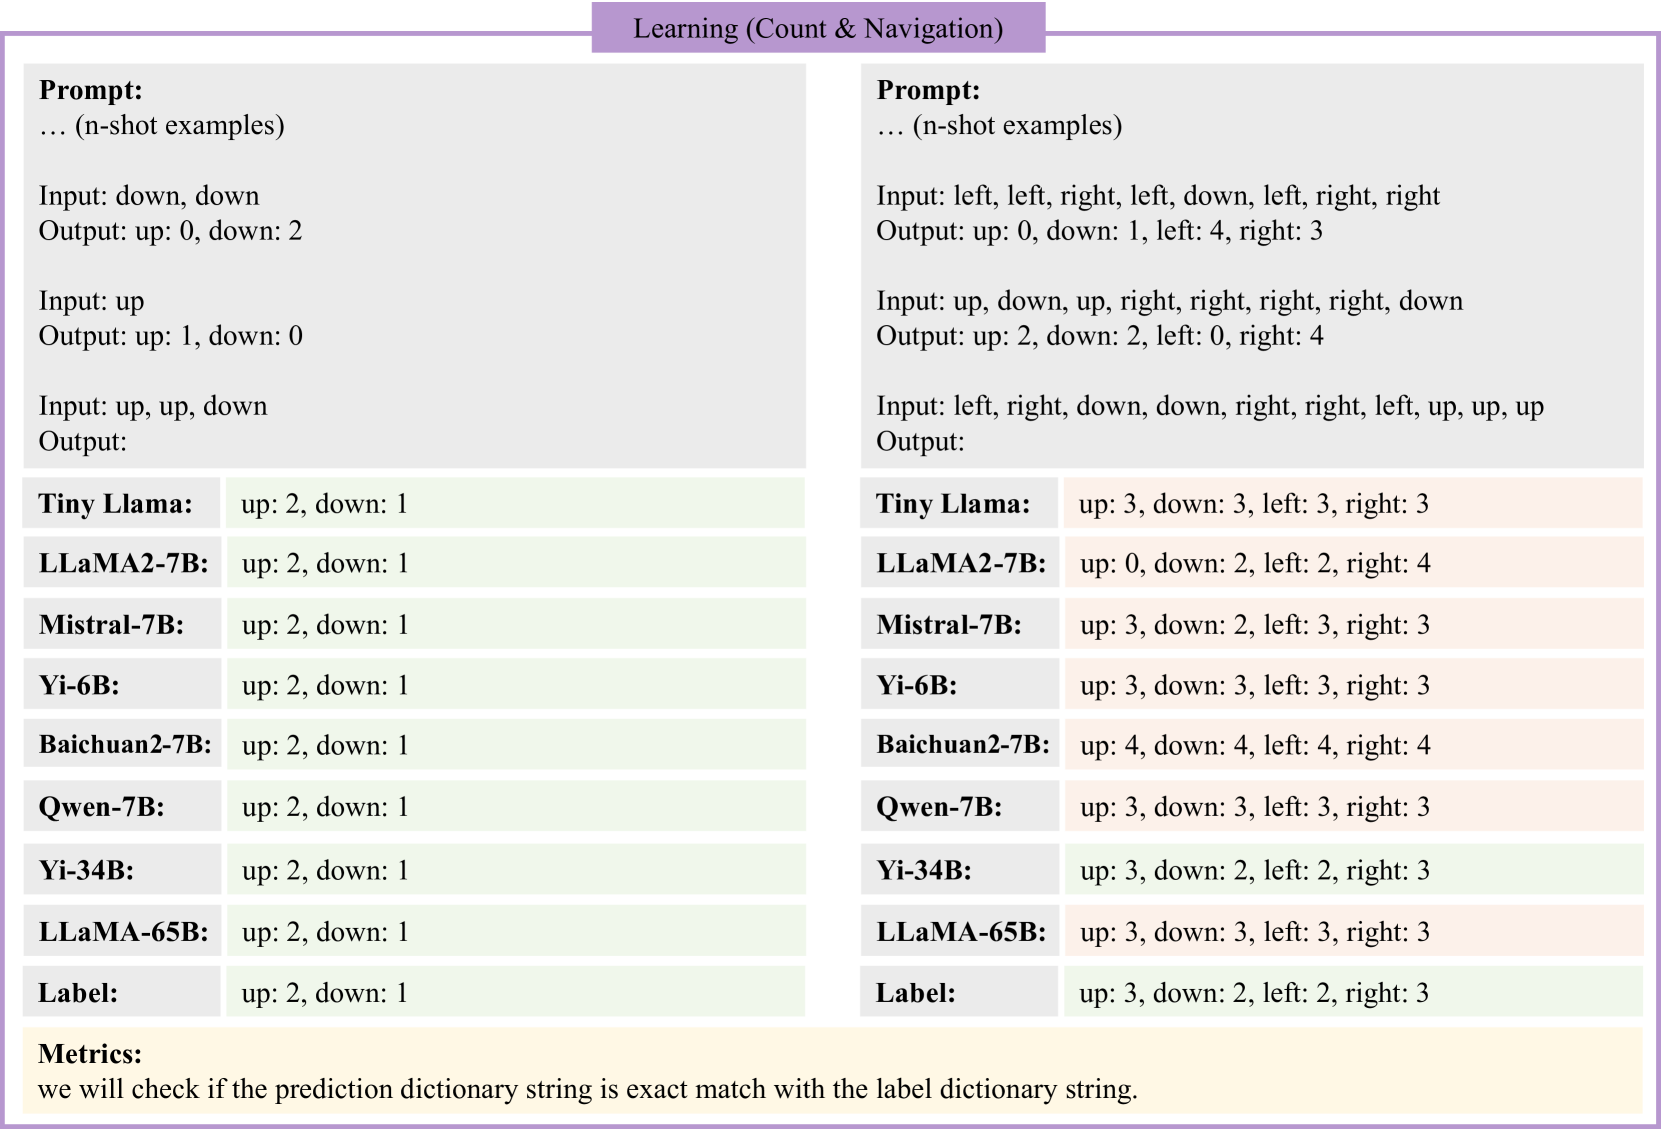 Learning (Count & Navigation)
Prompt:
… (n-shot examples)
Input: down, down
Output: up: 0, down: 2
Input: up
Output: up: 1, down: 0
Input: up, up, down
Output:
Tiny Llama: up: 2, down: 1
LLaMA2-7B: up: 2, down: 1
Mistral-7B: up: 2, down: 1
Yi-6B: up: 2, down: 1
Baichuan2-7B: up: 2, down: 1
Qwen-7B: up: 2, down: 1
Yi-34B: up: 2, down: 1
LLaMA-65B: up: 2, down: 1
Label: up: 2, down: 1
Prompt:
… (n-shot examples)
Input: left, left, right, left, down, left, right, right
Output: up: 0, down: 1, left: 4, right: 3
Input: up, down, up, right, right, right, right, down
Output: up: 2, down: 2, left: 0, right: 4
Input: left, right, down, down, right, right, left, up, up, up
Output:
Tiny Llama: up: 3, down: 3, left: 3, right: 3
LLaMA2-7B: up: 0, down: 2, left: 2, right: 4
Mistral-7B: up: 3, down: 2, left: 3, right: 3
Yi-6B: up: 3, down: 3, left: 3, right: 3
Baichuan2-7B: up: 4, down: 4, left: 4, right: 4
Qwen-7B: up: 3, down: 3, left: 3, right: 3
Yi-34B: up: 3, down: 2, left: 2, right: 3
LLaMA-65B: up: 3, down: 3, left: 3, right: 3
Label: up: 3, down: 2, left: 2, right: 3
Metrics:
we will check if the prediction dictionary string is exact match with the label dictionary string.